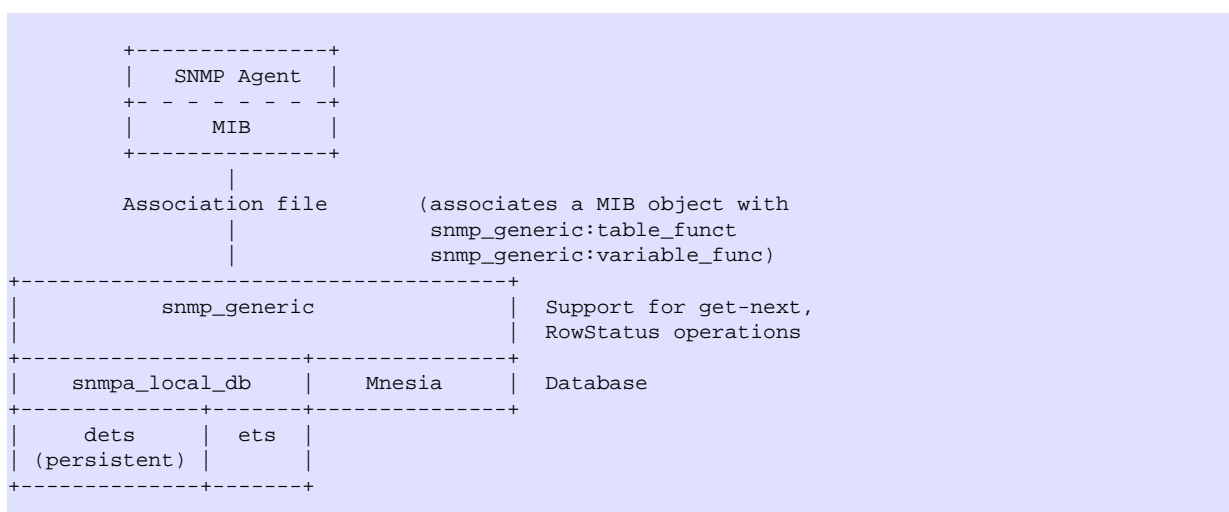 +---------------+
| SNMP Agent |
+- - - - - - - -+
| MIB |
+---------------+
|
Association file (associates a MIB object with
| snmp_generic:table_funct
| snmp_generic:variable_func)
+--------------------------------------+
| snmp_generic | Support for get-next,
| | RowStatus operations
+----------------------+---------------+
| snmpa_local_db | Mnesia | Database
+--------------+-------+---------------+
| dets | ets |
| (persistent) | |
+--------------+-------+